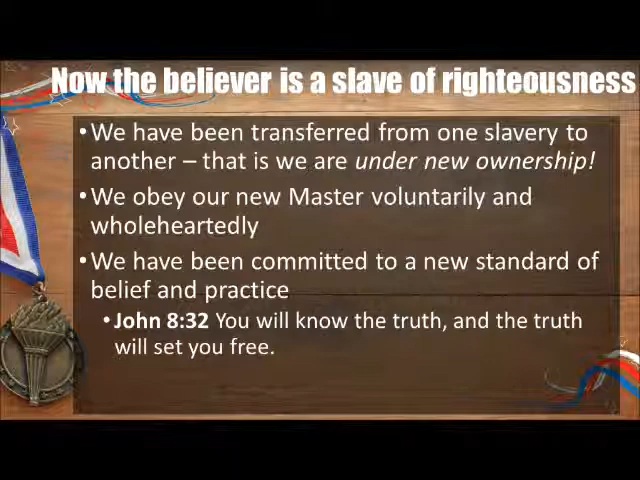 Now the believer is a slave of righteousness
• We have been transferred from one slavery to
another – that is we are under new ownership!
• We obey our new Master voluntarily and
wholeheartedly
• We have been committed to a new standard of
belief and practice
• John 8:32 You will know the truth, and the truth
will set you free.